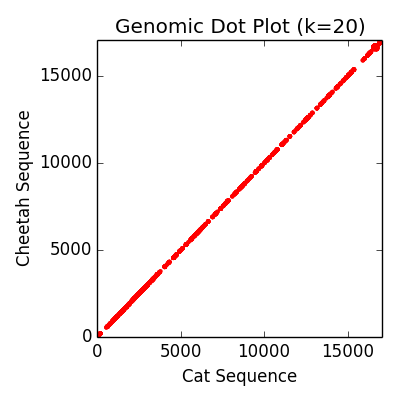 Genomic Dot Plot (k=20)
15000
10000
5000
0
Cheetah Sequence
0 5000 10000 15000
Cat Sequence